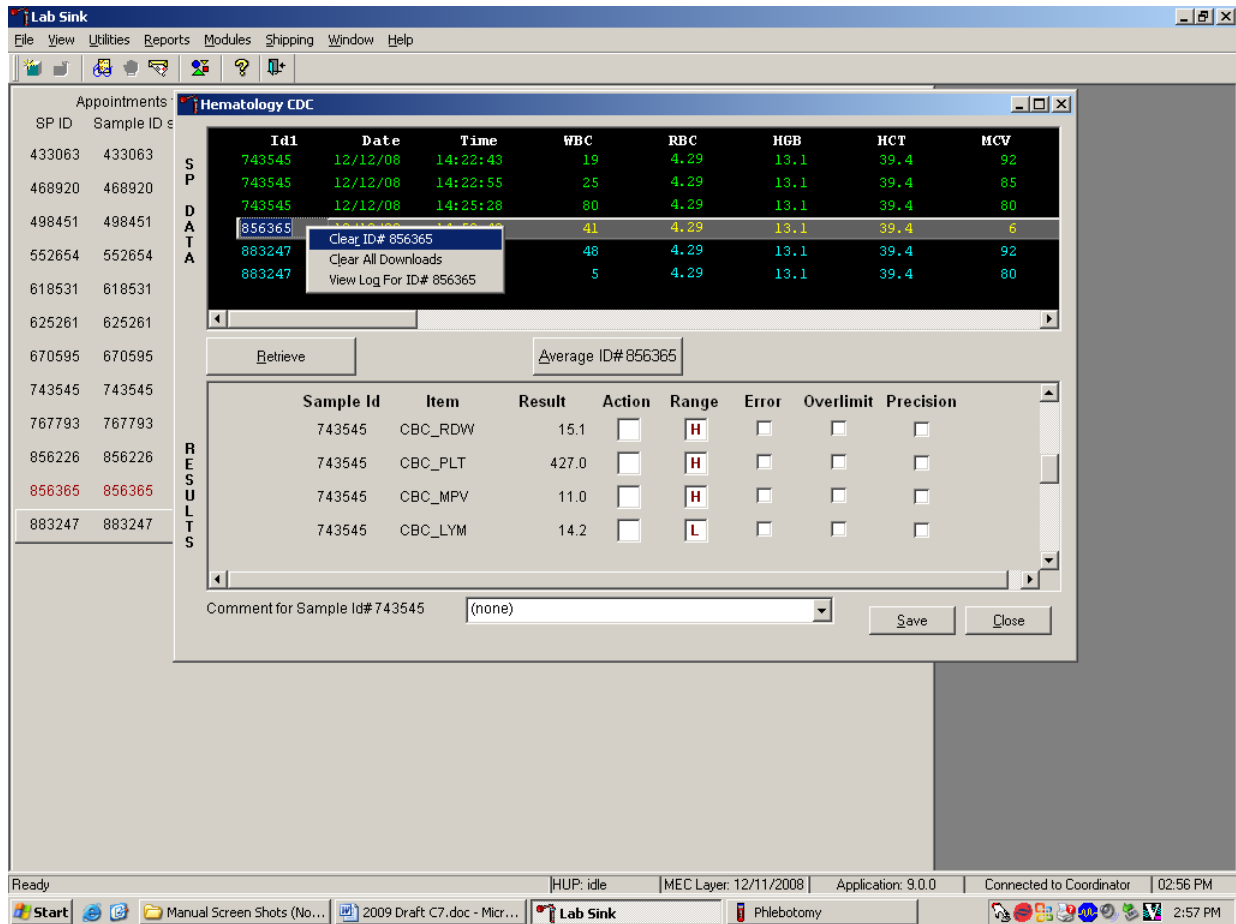 Lab Sink
File View Utilities Reports Modules Shipping Window Help
Appointments
SP ID Sample ID s
433063 433063
468920 468920
498451 498451
552654 552654
618531 618531
625261 625261
670595 670595
743545 743545
767793 767793
856226 856226
856365 856365
883247 883247
Hematology CDC
SP DATA
Id1 Date Time WBC RBC HGB HCT MCV
743545 12/12/08 14:22:43 19 4.29 13.1 39.4 92
743545 12/12/08 14:22:55 25 4.29 13.1 39.4 85
743545 12/12/08 14:25:28 80 4.29 13.1 39.4 80
856365 41 4.29 13.1 39.4 6
883247 48 4.29 13.1 39.4 92
883247 5 4.29 13.1 39.4 80
Clear ID# 856365
Clear All Downloads
View Log For ID# 856365
Retrieve Average ID# 856365
RESULTS
Sample Id Item Result Action Range Error Overlimit Precision
743545 CBC_RDW 15.1 H
743545 CBC_PLT 427.0 H
743545 CBC_MPV 11.0 H
743545 CBC_LYM 14.2 L
Comment for Sample Id# 743545 (none)
Save Close
Ready HUP: idle MEC Layer: 12/11/2008 Application: 9.0.0 Connected to Coordinator 02:56 PM
Start Manual Screen Shots (No... 2009 Draft C7.doc - Micr... Lab Sink Phlebotomy 2:57 PM